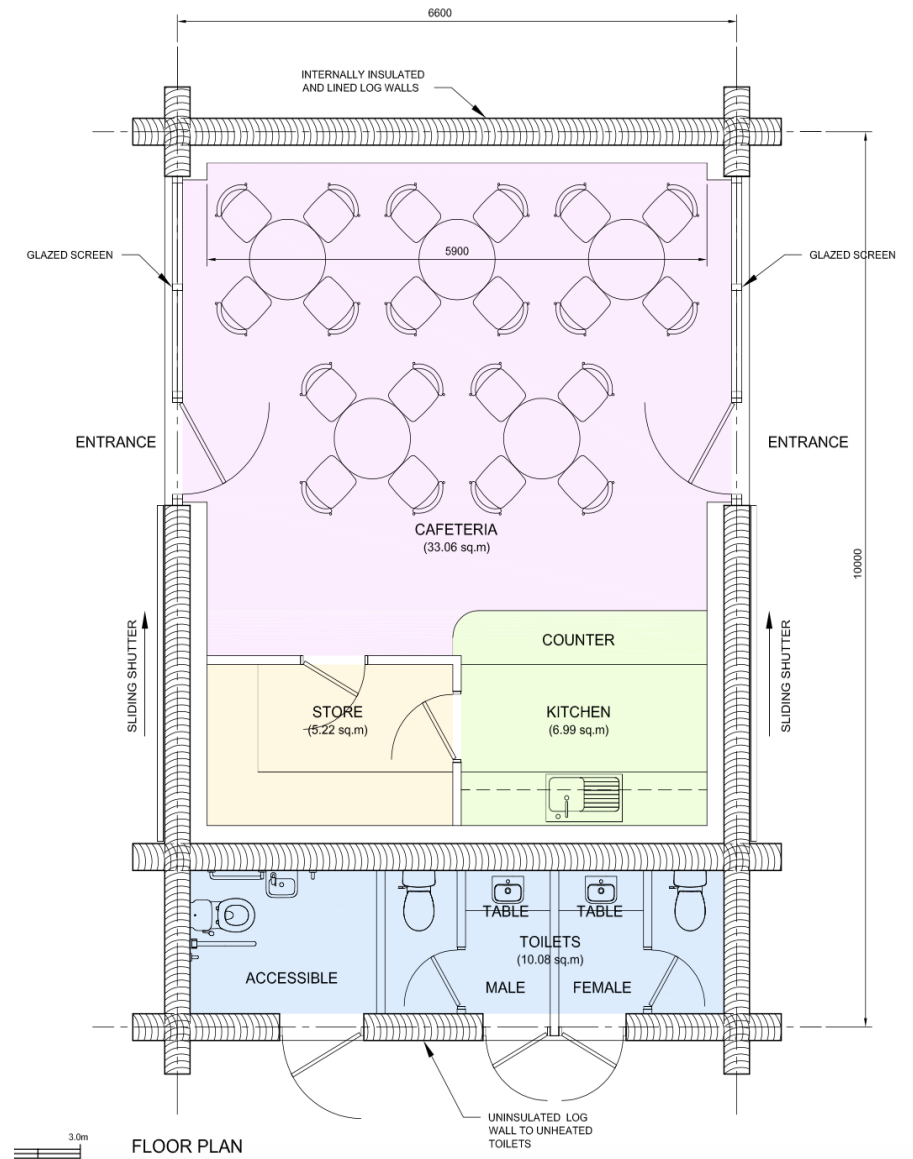 6600
INTERNALLY INSULATED
AND LINED LOG WALLS
GLAZED SCREEN
5900
GLAZED SCREEN
ENTRANCE
ENTRANCE
CAFETERIA
(33.06 sq.m)
10000
SLIDING SHUTTER
COUNTER
SLIDING SHUTTER
STORE
(5.22 sq.m)
KITCHEN
(6.99 sq.m)
TABLE
TABLE
TOILETS
(10.08 sq.m)
ACCESSIBLE
MALE
FEMALE
UNINSULATED LOG
WALL TO UNHEATED
TOILETS
3.0m
FLOOR PLAN